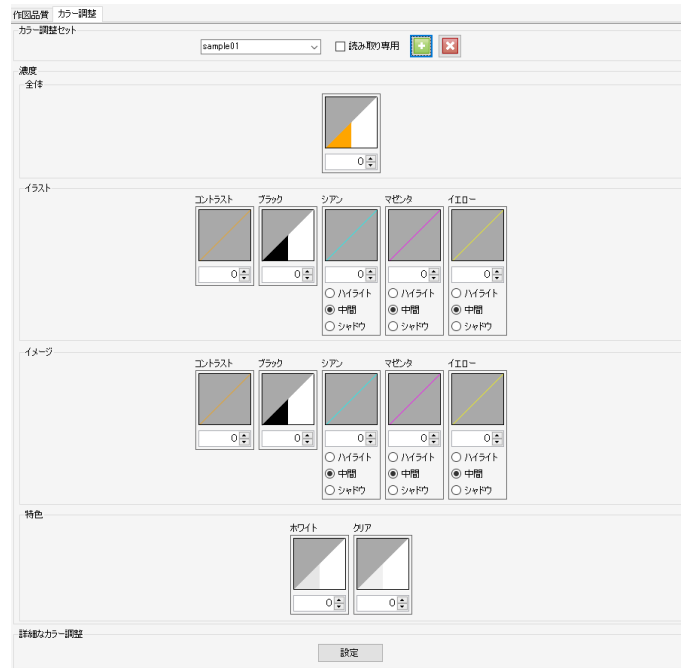 作図品質 カラー調整
カラー調整セット
sample01 読み取り専用
濃度
全体
0
イラスト
コントラスト ブラック シアン マゼンタ イエロー
0 0 0 0 0
ハイライト ハイライト ハイライト
中間 中間 中間
シャドウ シャドウ シャドウ
イメージ
コントラスト ブラック シアン マゼンタ イエロー
0 0 0 0 0
ハイライト ハイライト ハイライト
中間 中間 中間
シャドウ シャドウ シャドウ
特色
ホワイト クリア
0 0
詳細なカラー調整
設定